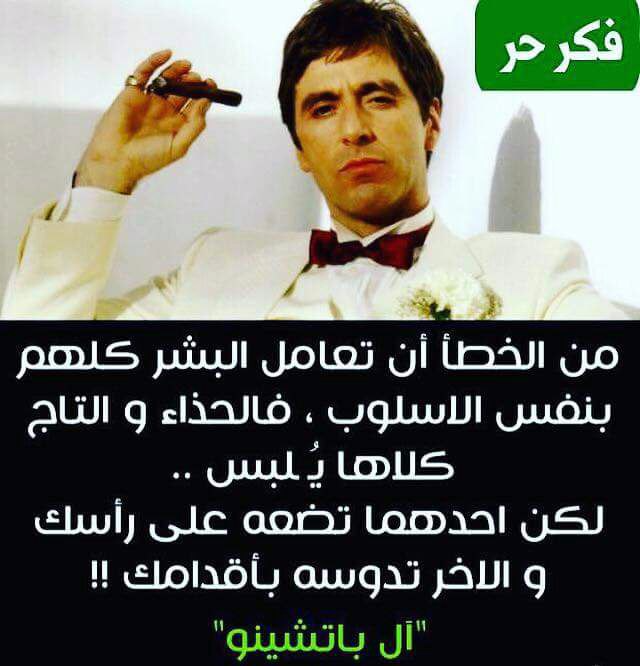 فكر حر
من الخطأ أن تعامل البشر كلهم
بنفس الاسلوب ، فالحذاء و التاج
كلاها يُلبس ..
لكن احدهما تضعه على رأسك
و الاخر تدوسه بأقدامك !!
"آل باتشينو"